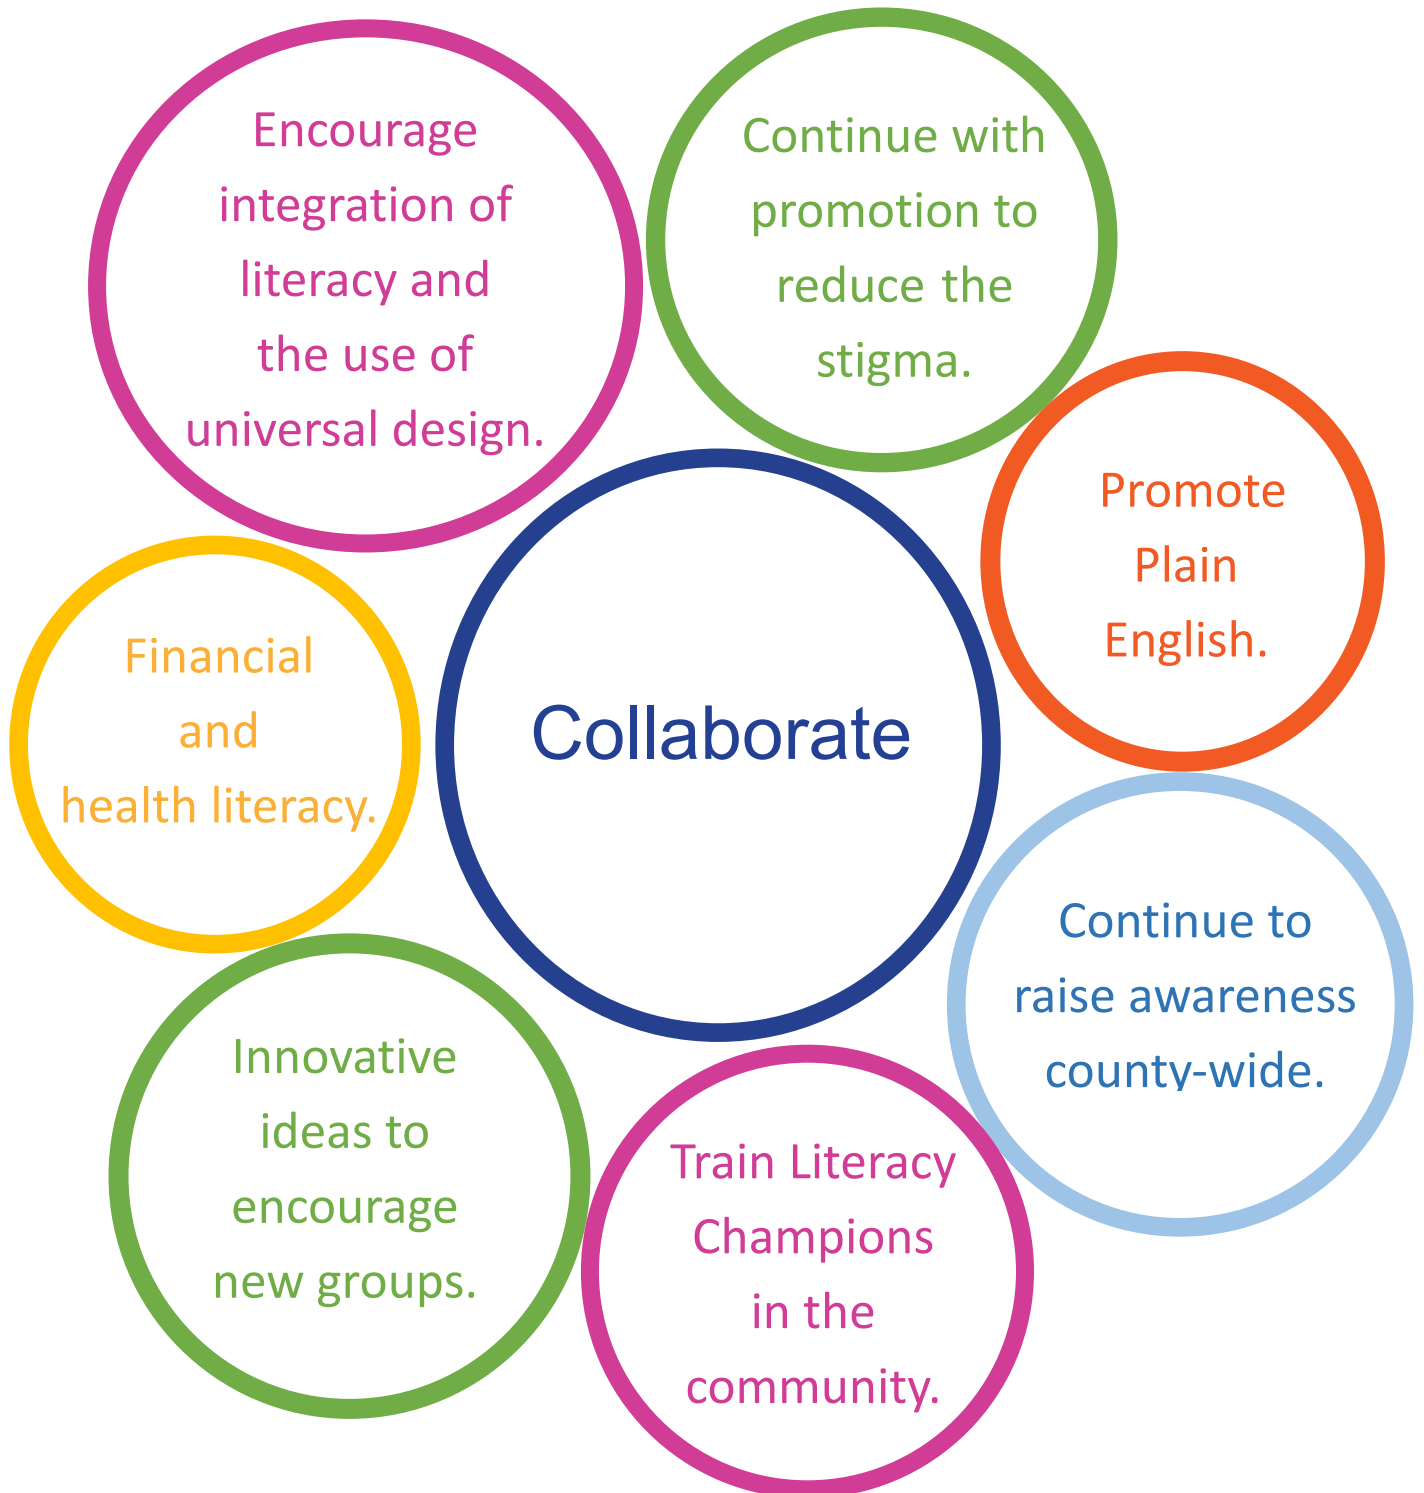 Encourage
integration of
literacy and
the use of
universal design.
Continue with
promotion to
reduce the
stigma.
Promote
Plain
English.
Financial
and
health literacy.
Collaborate
Continue to
raise awareness
county-wide.
Innovative
ideas to
encourage
new groups.
Train Literacy
Champions
in the
community.